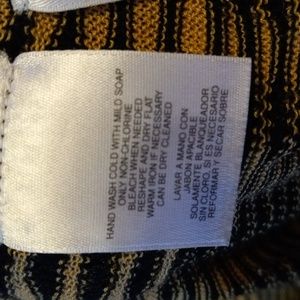 HAND WASH COLD WITH MILD SOAP
ONLY NON-CHLORINE
BLEACH WHEN NEEDED
RESHAPE AND DRY FLAT
WARM IRON IF NECESSARY
CAN BE DRY CLEANED
LAVAR A MANO CON
JABON APACIBLE
SOLAMENTE BLANQUEADOR
SIN CLORO, SI ES NECESARIO
REFORMAR Y SECAR SOBRE